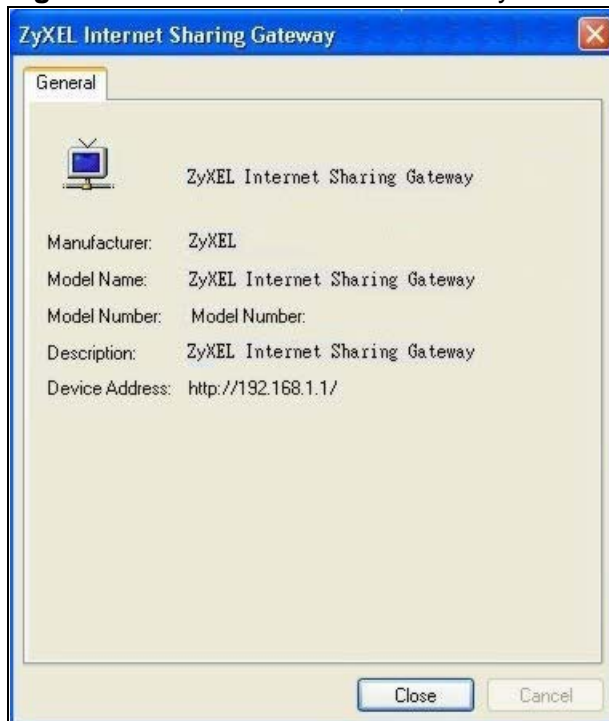 ZyXEL Internet Sharing Gateway
General
ZyXEL Internet Sharing Gateway
Manufacturer: ZyXEL
Model Name: ZyXEL Internet Sharing Gateway
Model Number: Model Number:
Description: ZyXEL Internet Sharing Gateway
Device Address: http://192.168.1.1/
Close Cancel